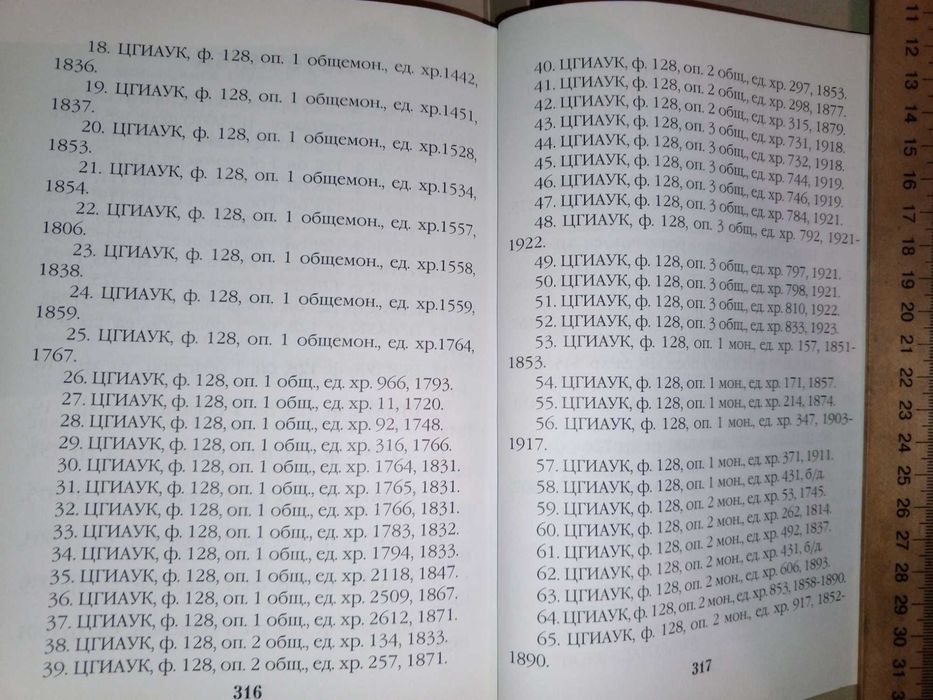 18. ЦГИАУК, ф. 128, оп. 1 общемон., ед. хр.1442,
1836.
19. ЦГИАУК, ф. 128, оп. 1 общемон., ед. хр.1451,
1837.
20. ЦГИАУК, ф. 128, оп. 1 общемон., ед. хр.1528,
1853.
21. ЦГИАУК, ф. 128, оп. 1 общемон., ед. хр.1534,
1854.
22. ЦГИАУК, ф. 128, оп. 1 общемон., ед. хр.1557,
1806.
23. ЦГИАУК, ф. 128, оп. 1 общемон., ед. хр.1558,
1838.
24. ЦГИАУК, ф. 128, оп. 1 общемон., ед. хр.1559,
1859.
25. ЦГИАУК, ф. 128, оп. 1 общемон., ед. хр.1764,
1767.
26. ЦГИАУК, ф. 128, оп. 1 общ., ед. хр. 966, 1793.
27. ЦГИАУК, ф. 128, оп. 1 общ., ед. хр. 11, 1720.
28. ЦГИАУК, ф. 128, оп. 1 общ., ед. хр. 92, 1748.
29. ЦГИАУК, ф. 128, оп. 1 общ., ед. хр. 316, 1766.
30. ЦГИАУК, ф. 128, оп. 1 общ., ед. хр. 1764, 1831.
31. ЦГИАУК, ф. 128, оп. 1 общ., ед. хр. 1765, 1831.
32. ЦГИАУК, ф. 128, оп. 1 общ., ед. хр. 1766, 1831.
33. ЦГИАУК, ф. 128, оп. 1 общ., ед. хр. 1783, 1832.
34. ЦГИАУК, ф. 128, оп. 1 общ., ед. хр. 1794, 1833.
35. ЦГИАУК, ф. 128, оп. 1 общ., ед. хр. 2118, 1847.
36. ЦГИАУК, ф. 128, оп. 1 общ., ед. хр. 2509, 1867.
37. ЦГИАУК, ф. 128, оп. 1 общ., ед. хр. 2612, 1871.
38. ЦГИАУК, ф. 128, оп. 2 общ., ед. хр. 134, 1833.
39. ЦГИАУК, ф. 128, оп. 2 общ., ед. хр. 257, 1871.
316
40. ЦГИАУК, ф. 128, оп. 2 общ., ед. хр. 297, 1853.
41. ЦГИАУК, ф. 128, оп. 2 общ., ед. хр. 298, 1877.
42. ЦГИАУК, ф. 128, оп. 2 общ., ед. хр. 315, 1879.
43. ЦГИАУК, ф. 128, оп. 3 общ., ед. хр. 731, 1918.
44. ЦГИАУК, ф. 128, оп. 3 общ., ед. хр. 732, 1918.
45. ЦГИАУК, ф. 128, оп. 3 общ., ед. хр. 744, 1919.
46. ЦГИАУК, ф. 128, оп. 3 общ., ед. хр. 746, 1919.
47. ЦГИАУК, ф. 128, оп. 3 общ., ед. хр. 784, 1921.
48. ЦГИАУК, ф. 128, оп. 3 общ., ед. хр. 792, 1921-
1922.
49. ЦГИАУК, ф. 128, оп. 3 общ., ед. хр. 797, 1921.
50. ЦГИАУК, ф. 128, оп. 3 общ., ед. хр. 798, 1921.
51. ЦГИАУК, ф. 128, оп. 3 общ., ед. хр. 810, 1922.
52. ЦГИАУК, ф. 128, оп. 3 общ., ед. хр. 833, 1923.
53. ЦГИАУК, ф. 128, оп. 1 мон., ед. хр. 157, 1851-
1853.
54. ЦГИАУК, ф. 128, оп. 1 мон., ед. хр. 171, 1857.
55. ЦГИАУК, ф. 128, оп. 1 мон., ед. хр. 214, 1874.
56. ЦГИАУК, ф. 128, оп. 1 мон., ед. хр. 347, 1903-
1917.
57. ЦГИАУК, ф. 128, оп. 1 мон., ед. хр. 371, 1911.
58. ЦГИАУК, ф. 128, оп. 1 мон., ед. хр. 431, б/д.
59. ЦГИАУК, ф. 128, оп. 2 мон., ед. хр. 53, 1745.
60. ЦГИАУК, ф. 128, оп. 2 мон., ед. хр. 262, 1814.
61. ЦГИАУК, ф. 128, оп. 2 мон., ед. хр. 492, 1837.
62. ЦГИАУК, ф. 128, оп. 2 мон., ед. хр. 431, б/д.
63. ЦГИАУК, ф. 128, оп. 2 мон., ед. хр. 606, 1893.
64. ЦГИАУК, ф. 128, оп. 2 мон., ед. хр. 853, 1858-1890.
65. ЦГИАУК, ф. 128, оп. 2 мон., ед. хр. 917, 1852-
1890.
317
11
12
13
14
15
16
17
18
19
20
21
22
23
24
25
26
27
28
29
30
31